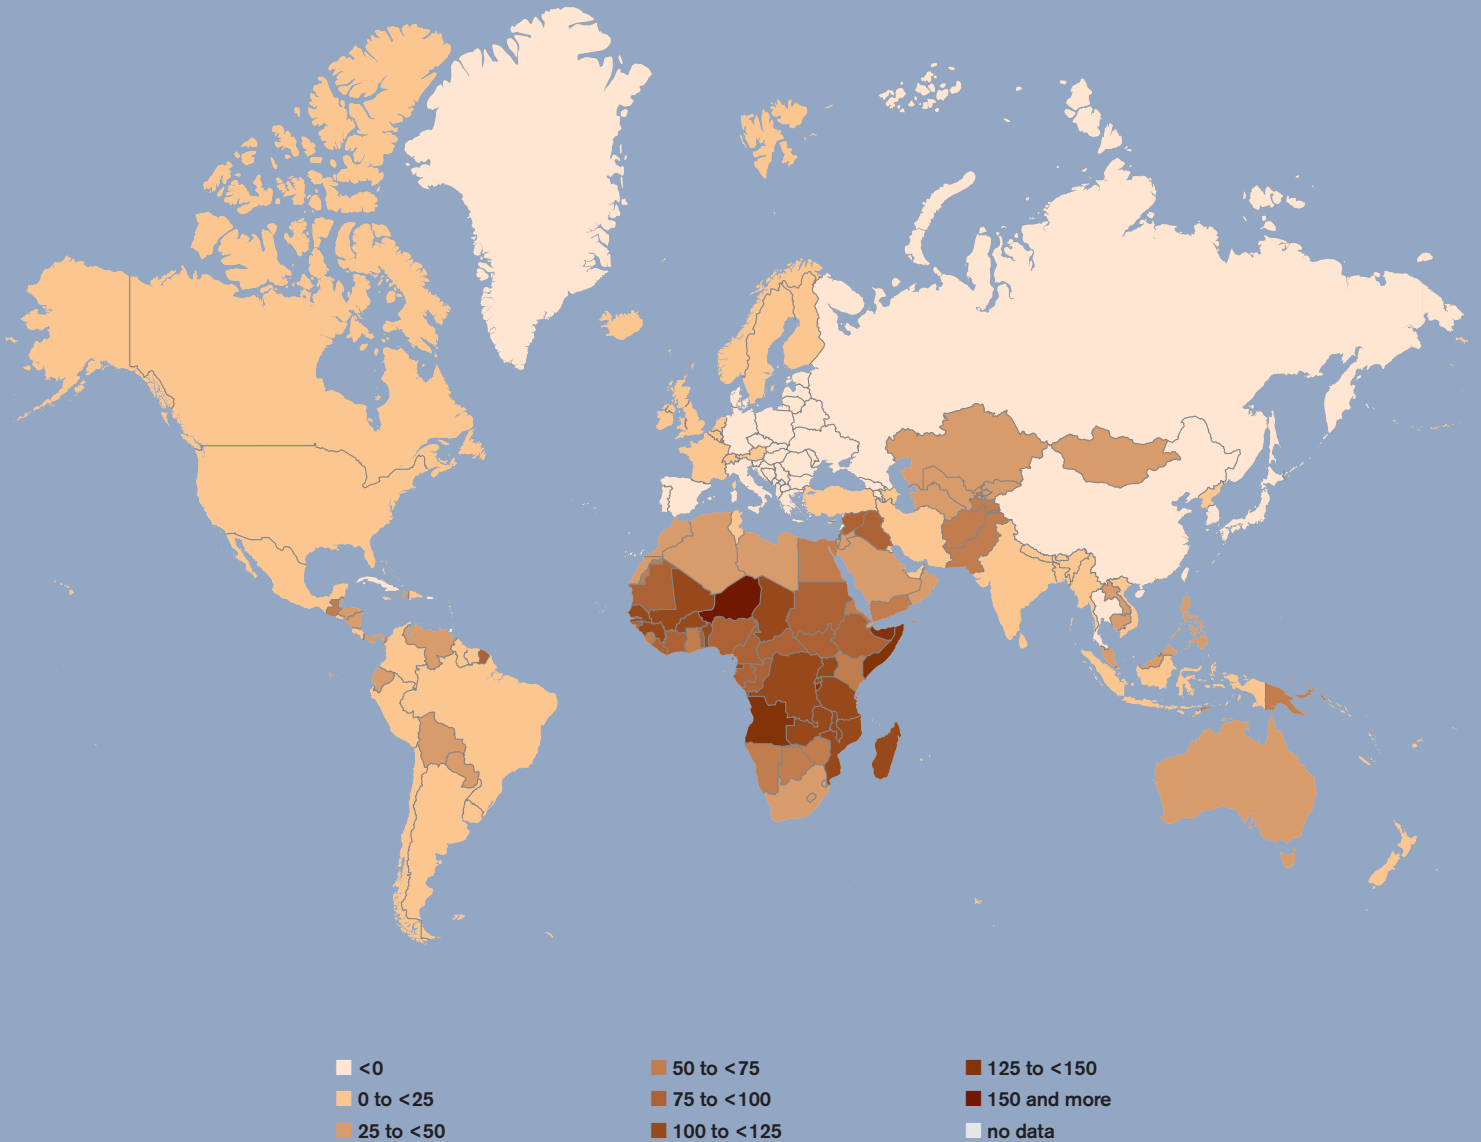 <0
0 to <25
25 to <50
50 to <75
75 to <100
100 to <125
125 to <150
150 and more
no data